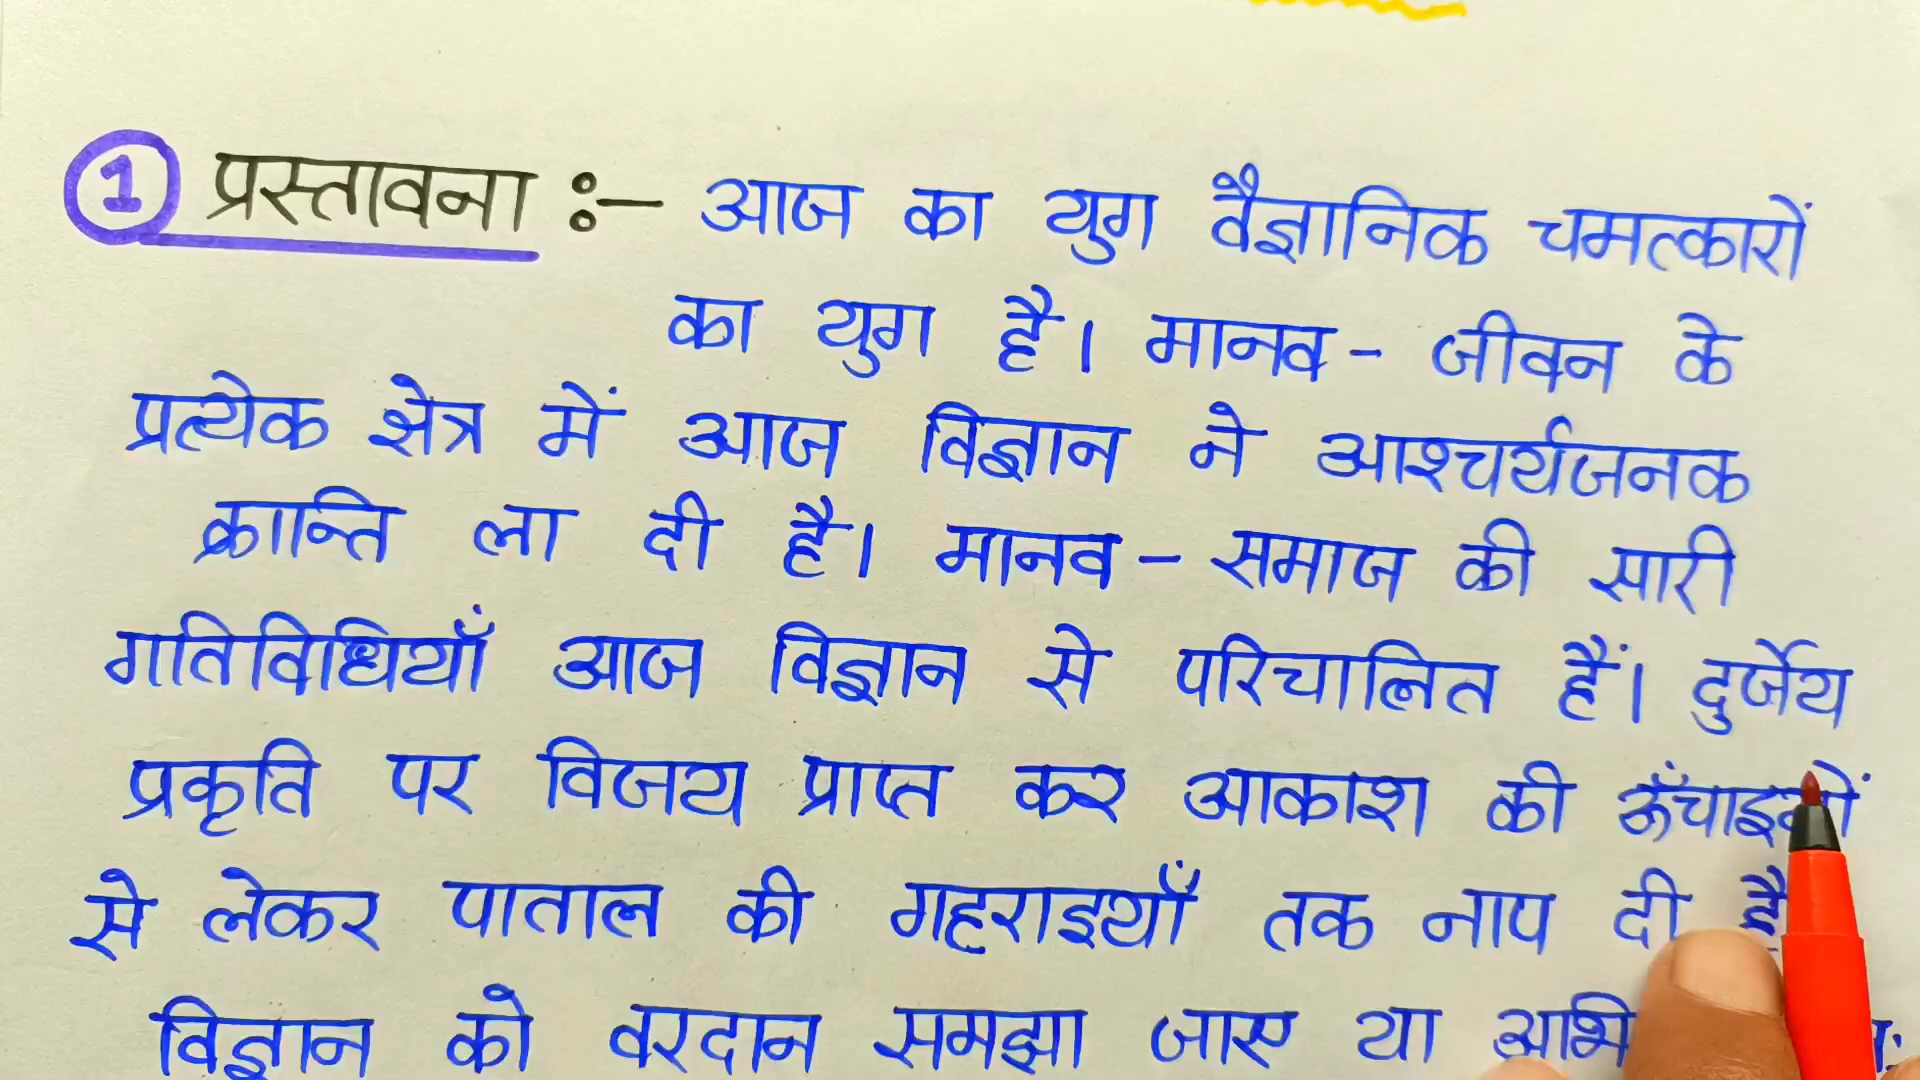 1 प्रस्तावना :- आज का युग वैज्ञानिक चमत्कारों
का युग है। मानव - जीवन के
प्रत्येक क्षेत्र में आज विज्ञान ने आश्चर्यजनक
क्रान्ति ला दी है। मानव - समाज की सारी
गतिविधियाँ आज विज्ञान से परिचालित हैं। दुर्जेय
प्रकृति पर विजय प्राप्त कर आकाश की ऊँचाइयों
से लेकर पाताल की गहराइयाँ तक नाप दी है
विज्ञान को वरदान समझा जाए या